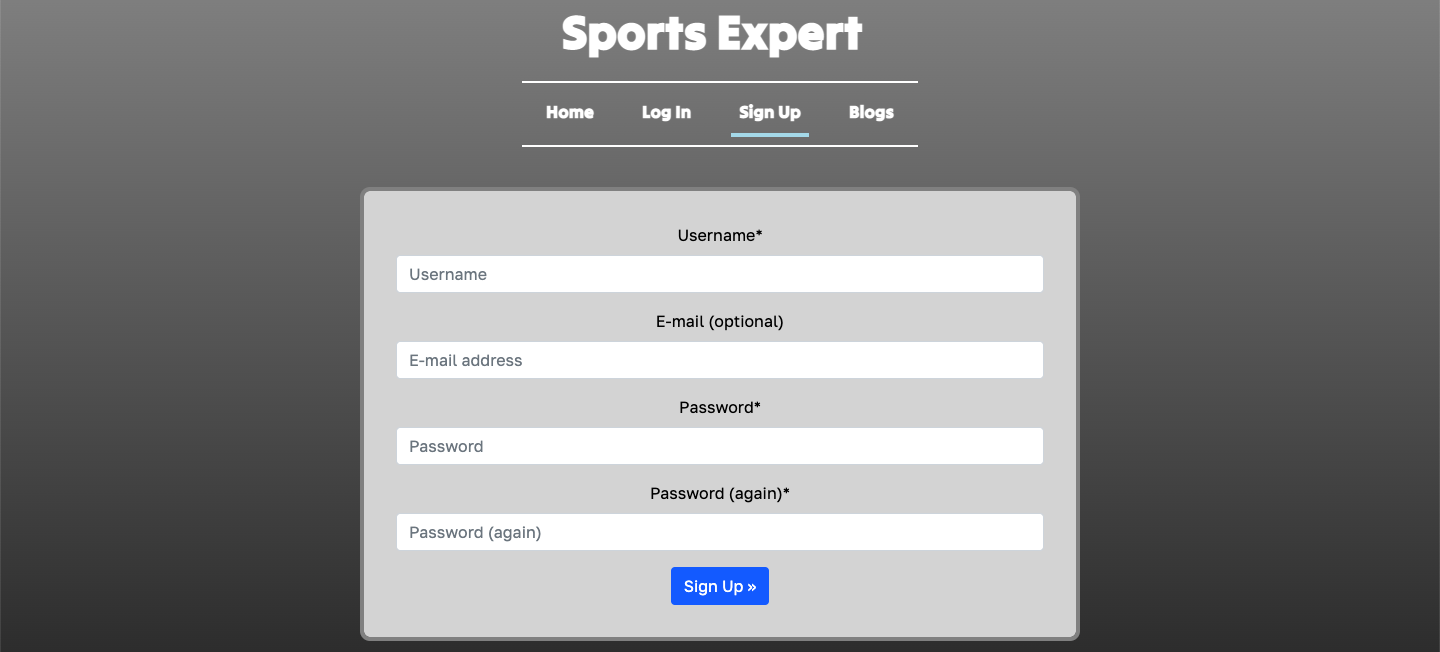 Sports Expert
Home Log In Sign Up Blogs
Username*
Username
E-mail (optional)
E-mail address
Password*
Password
Password (again)*
Password (again)
Sign Up »